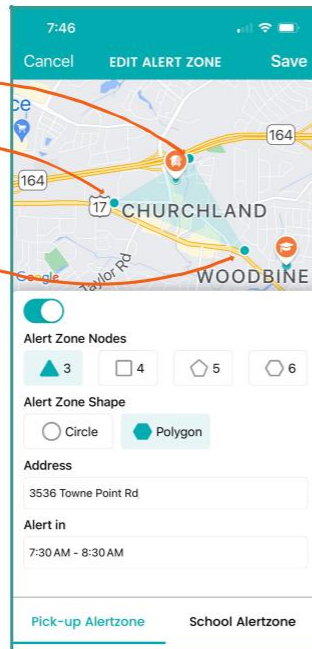 7:46
Cancel EDIT ALERT ZONE Save
ce
164
164
17 CHURCHLAND
Taylor Rd
Google
WOODBINE
Alert Zone Nodes
3 4 5 6
Alert Zone Shape
Circle Polygon
Address
3536 Towne Point Rd
Alert in
7:30 AM - 8:30 AM
Pick-up Alertzone School Alertzone